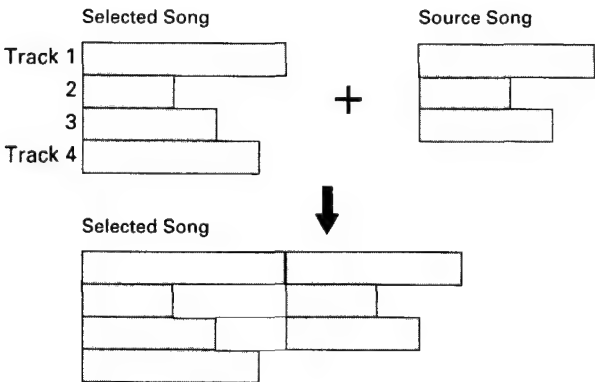 Selected Song
Source Song
Track 1
2
+
3
Track 4
Selected Song